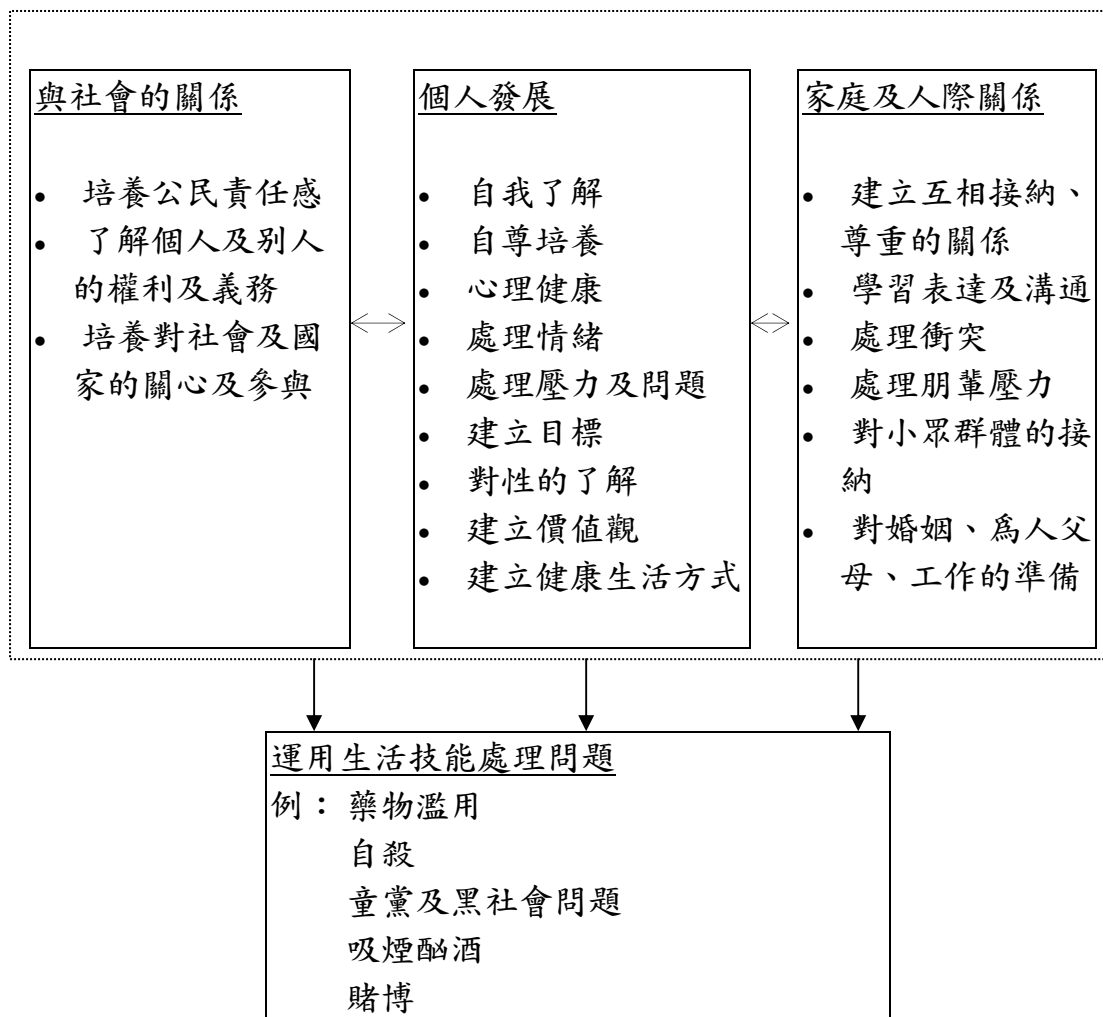 與社會的關係
• 培養公民責任感
• 了解個人及別人
的權利及義務
• 培養對社會及國
家的關心及參與
個人發展
• 自我了解
• 自尊培養
• 心理健康
• 處理情緒
• 處理壓力及問題
• 建立目標
• 對性的了解
• 建立價值觀
• 建立健康生活方式
家庭及人際關係
• 建立互相接納、
尊重的關係
• 學習表達及溝通
• 處理衝突
• 處理朋輩壓力
• 對小眾群體的接
納
• 對婚姻、為人父
母、工作的準備
運用生活技能處理問題
例：藥物濫用
自殺
童黨及黑社會問題
吸煙酗酒
賭博